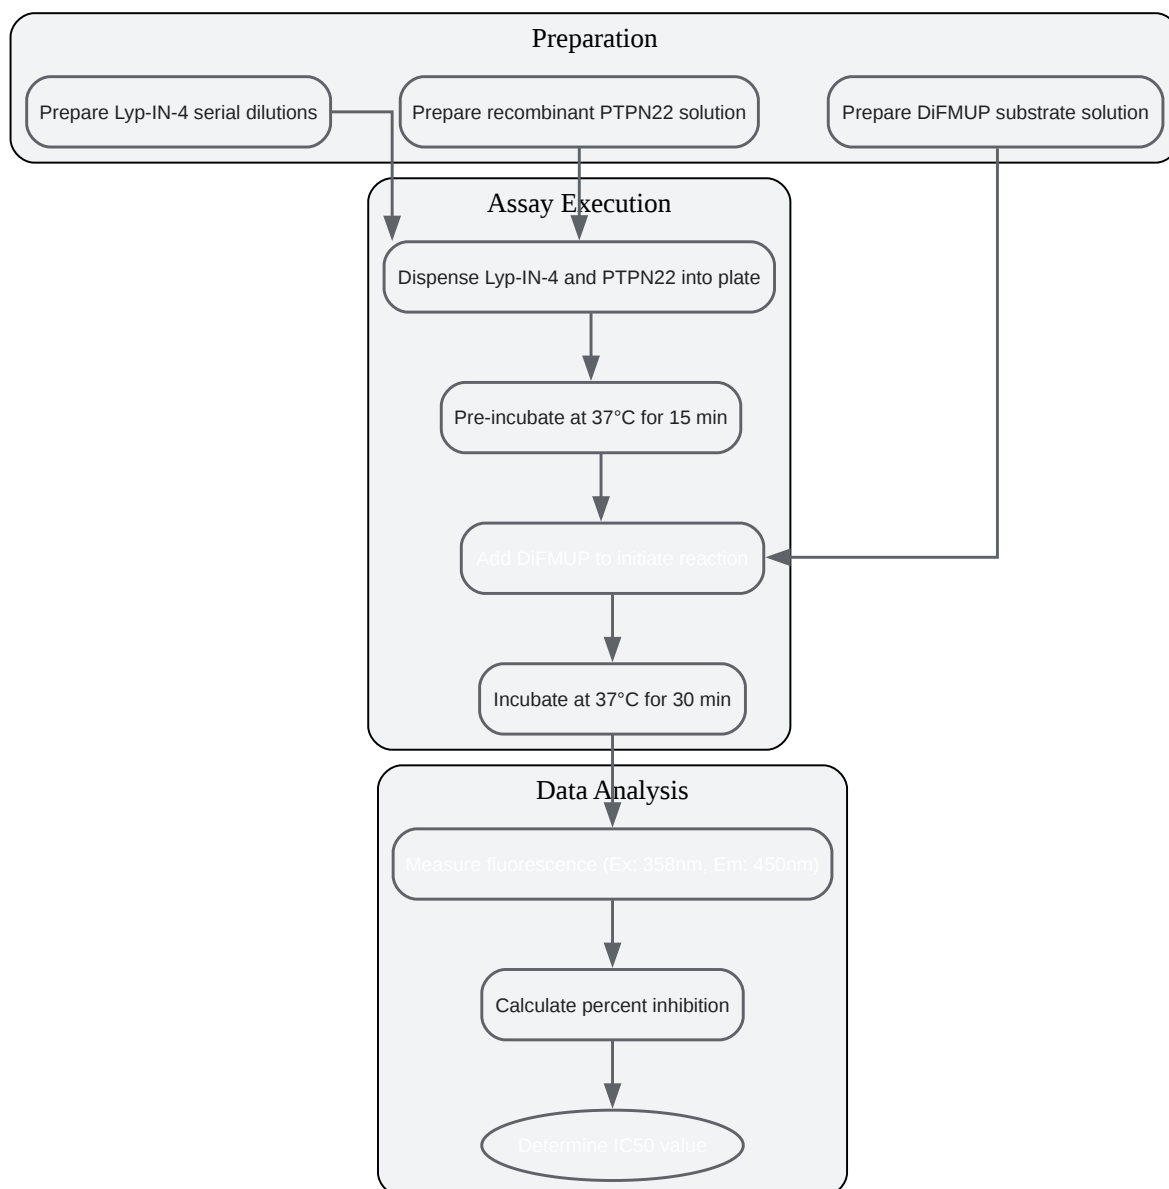 Preparation
Prepare Lyp-IN-4 serial dilutions
Prepare recombinant PTPN22 solution
Prepare DiFMUP substrate solution
Assay Execution
Dispense Lyp-IN-4 and PTPN22 into plate
Pre-incubate at 37°C for 15 min
Add DiFMUP to initiate reaction
Incubate at 37°C for 30 min
Data Analysis
Measure fluorescence (Ex: 358nm, Em: 450nm)
Calculate percent inhibition
Determine IC50 value